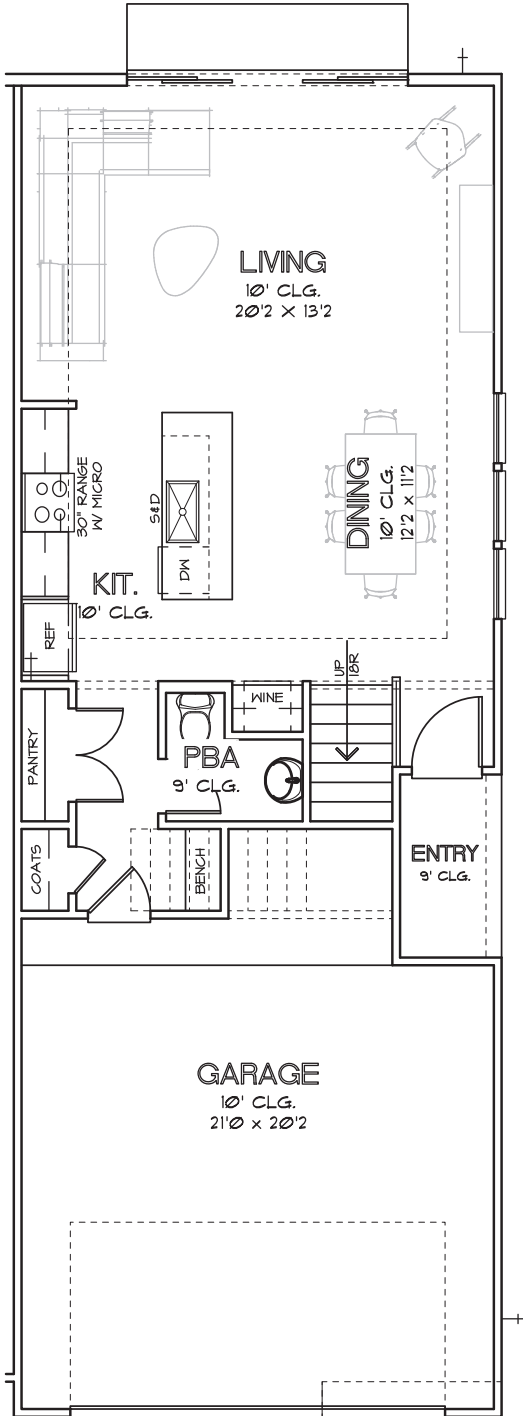 LIVING
10' CLG.
20'2 X 13'2
30" RANGE
W/ MICRO
S&D
DW
DINING
10' CLG.
12'2 x 11'2
KIT.
10' CLG.
REF
UP
18R
WINE
PANTRY
PBA
9' CLG.
COATS
BENCH
ENTRY
9' CLG.
GARAGE
10' CLG.
21'0 x 20'2